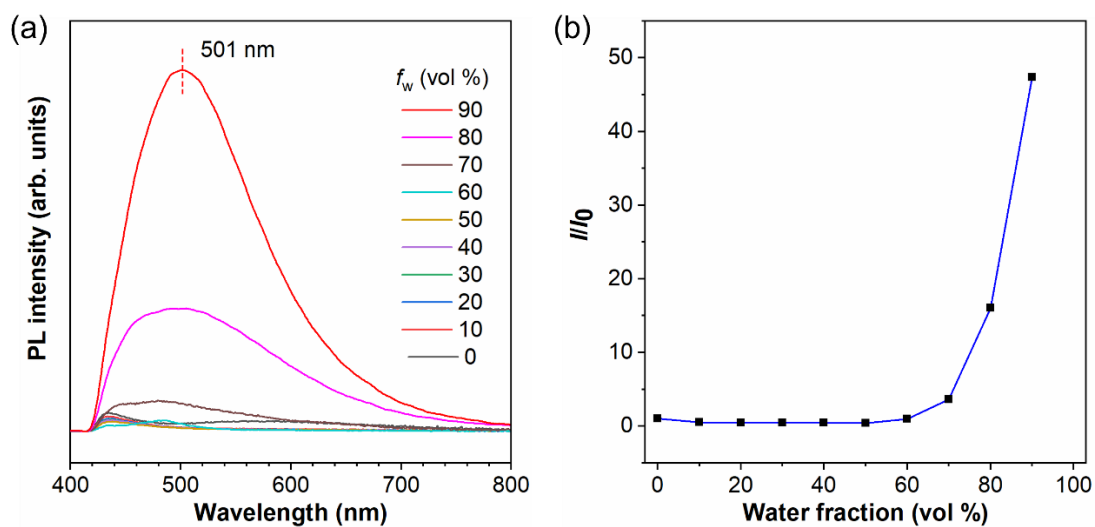 (a)
501 nm
fw (vol %)
90
80
70
60
50
40
30
20
10
0
PL intensity (arb. units)
400 500 600 700 800
Wavelength (nm)
(b)
50
40
30
20
10
0
I/I0
0 20 40 60 80 100
Water fraction (vol %)